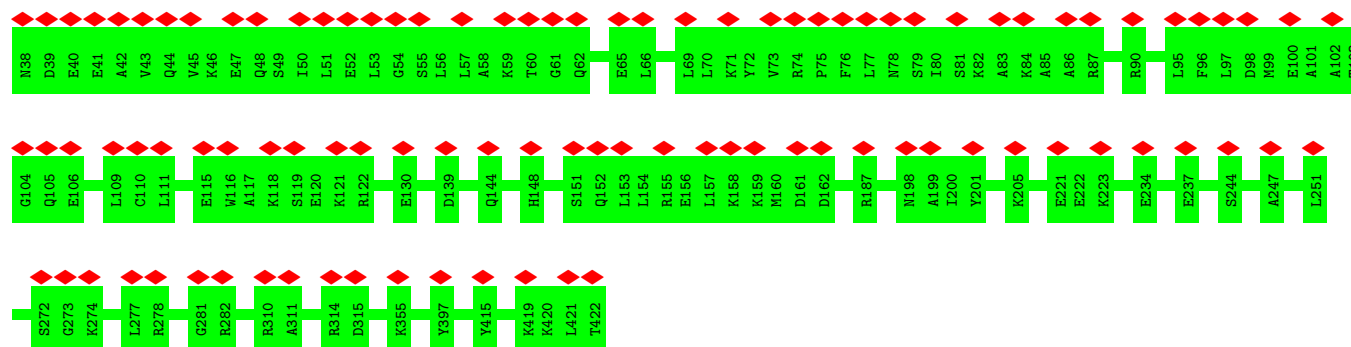 N38 D39 E40 E41 A42 V43 Q44 V45 K46 E47 Q48 S49 I50 L51 E52 L53 G54 S55 L56 L57 A58 K59 T60 G61 Q62 E65 L66 L69 L70 K71 Y72 V73 R74 P75 F76 L77 N78 S79 I80 S81 K82 A83 K84 A85 A86 R87 R90 L95 F96 L97 D98 M99 E100 A101 A102
G104 Q105 E106 L109 C110 L111 E115 W116 A117 K118 S119 E120 K121 R122 E130 D139 Q144 H148 S151 Q152 L153 L154 R155 E156 L157 K158 K159 M160 D161 D162 R187 N198 A199 I200 Y201 K205 E221 E222 K223 E234 E237 S244 A247 L251
S272 G273 K274 L277 R278 G281 R282 R310 A311 R314 D315 K355 Y397 Y415 K419 K420 L421 T422